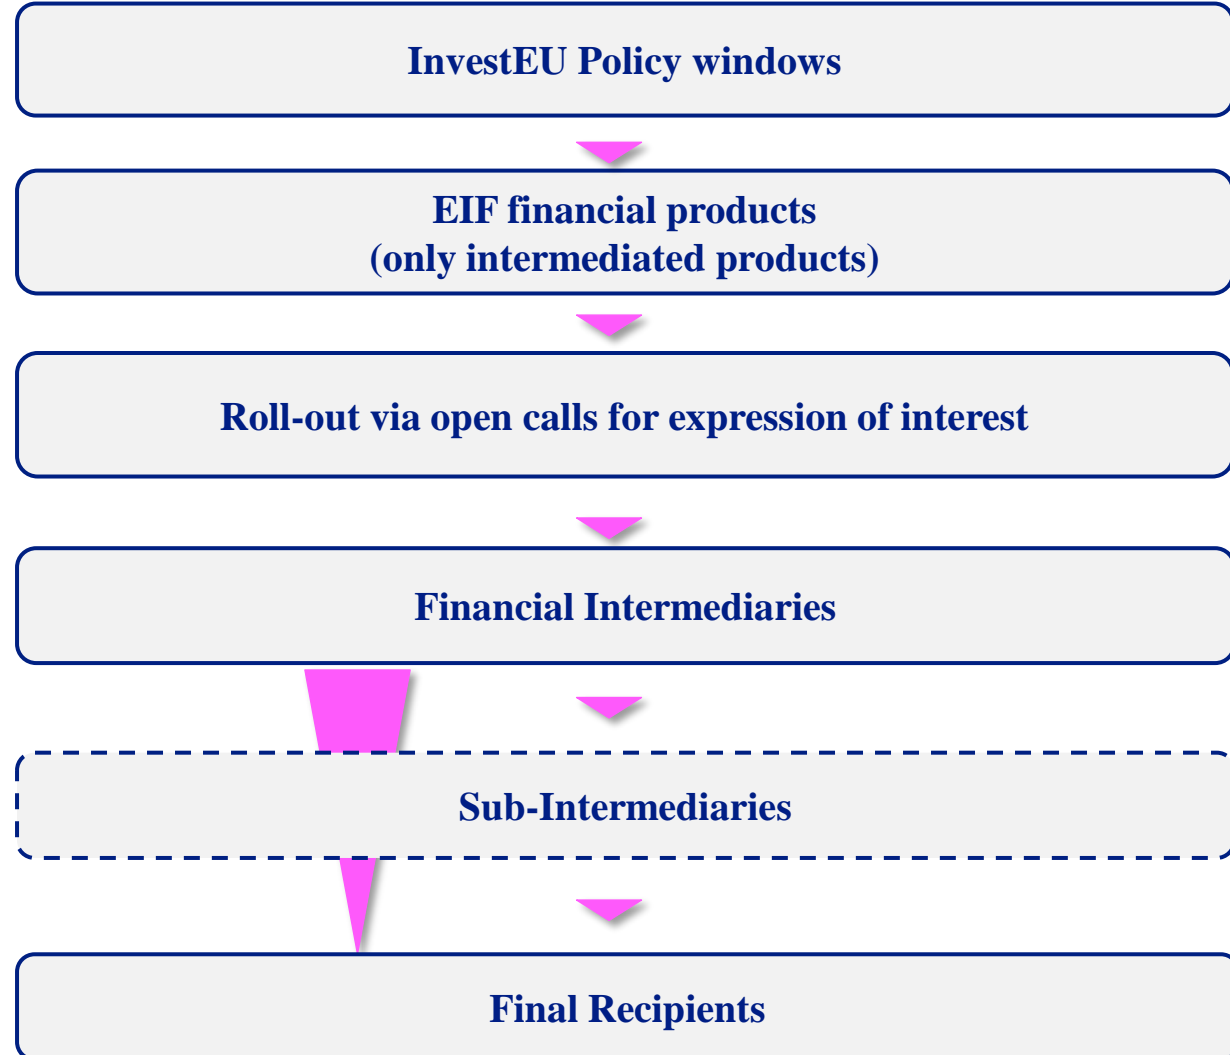 InvestEU Policy windows
EIF financial products
(only intermediated products)
Roll-out via open calls for expression of interest
Financial Intermediaries
Sub-Intermediaries
Final Recipients